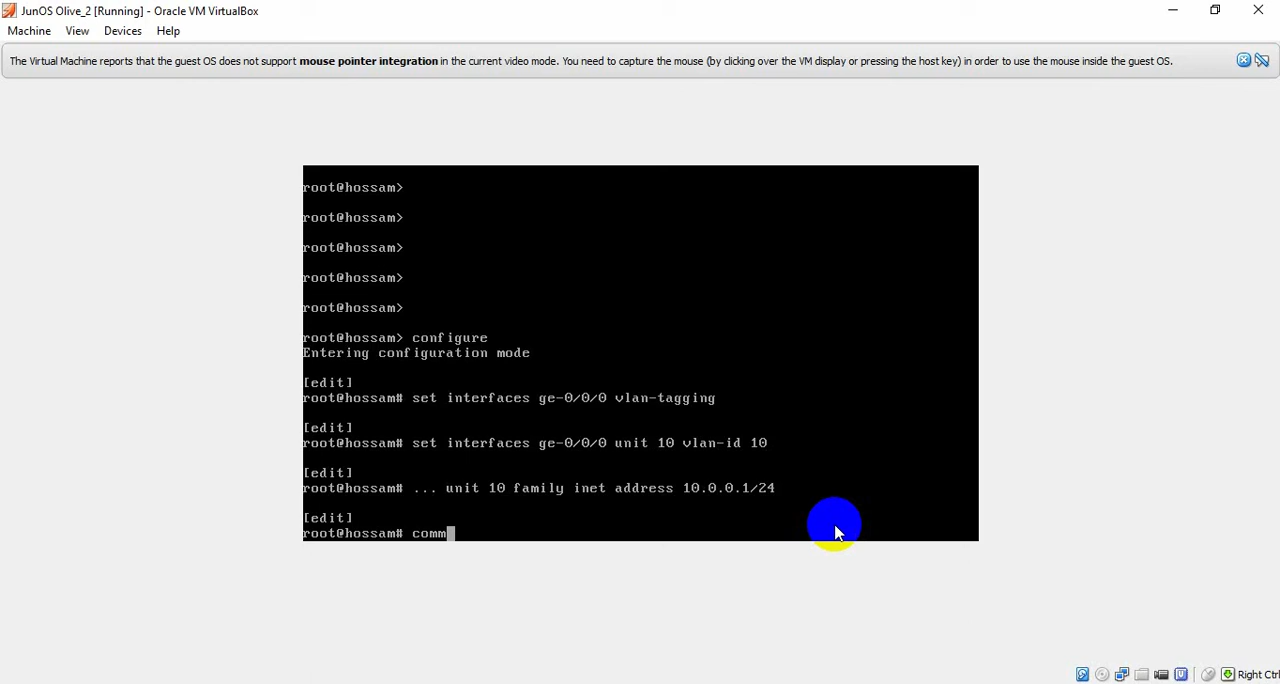 JunOS Olive_2 [Running] - Oracle VM VirtualBox
Machine View Devices Help
The Virtual Machine reports that the guest OS does not support mouse pointer integration in the current video mode. You need to capture the mouse (by clicking over the VM display or pressing the host key) in order to use the mouse inside the guest OS.
root@hossam>
root@hossam>
root@hossam>
root@hossam>
root@hossam>
root@hossam> configure
Entering configuration mode
[edit]
root@hossam# set interfaces ge-0/0/0 vlan-tagging
[edit]
root@hossam# set interfaces ge-0/0/0 unit 10 vlan-id 10
[edit]
root@hossam# ... unit 10 family inet address 10.0.0.1/24
[edit]
root@hossam# comm
Right Ctrl